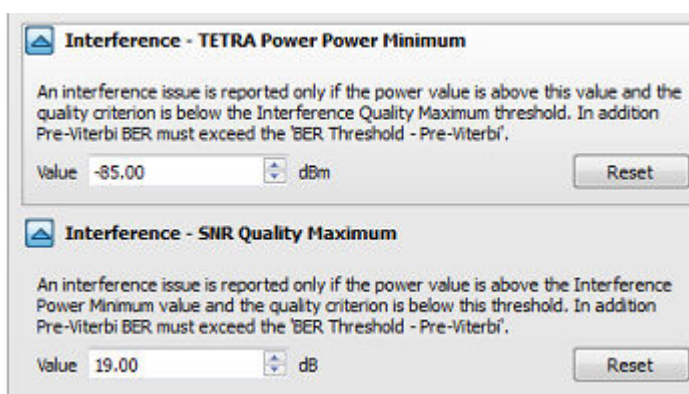 Interference - TETRA Power Power Minimum
An interference issue is reported only if the power value is above this value and the
quality criterion is below the Interference Quality Maximum threshold. In addition
Pre-Viterbi BER must exceed the 'BER Threshold - Pre-Viterbi'.
Value -85.00 dBm Reset
Interference - SNR Quality Maximum
An interference issue is reported only if the power value is above the Interference
Power Minimum value and the quality criterion is below this threshold. In addition
Pre-Viterbi BER must exceed the 'BER Threshold - Pre-Viterbi'.
Value 19.00 dB Reset